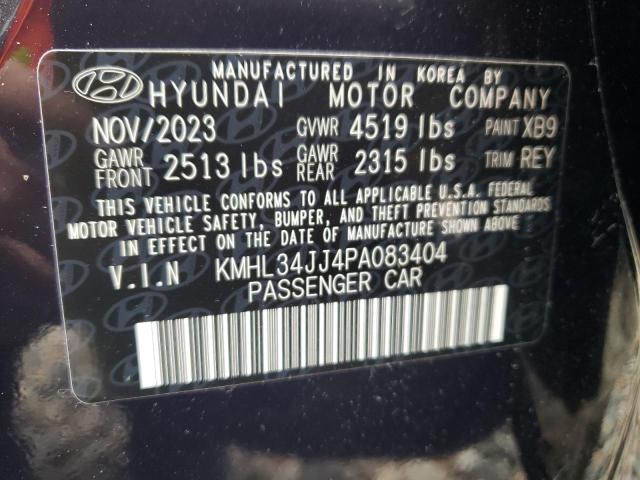 MANUFACTURED IN KOREA BY
HYUNDAI MOTOR COMPANY
NOV/2023 GVWR 4519 lbs PAINT XB9
GAWR FRONT 2513 lbs GAWR REAR 2315 lbs TRIM REY
THIS VEHICLE CONFORMS TO ALL APPLICABLE U.S.A. FEDERAL
MOTOR VEHICLE SAFETY, BUMPER, AND THEFT PREVENTION STANDARDS
IN EFFECT ON THE DATE OF MANUFACTURE SHOWN ABOVE.
V.I.N KMHL34JJ4PA083404
PASSENGER CAR